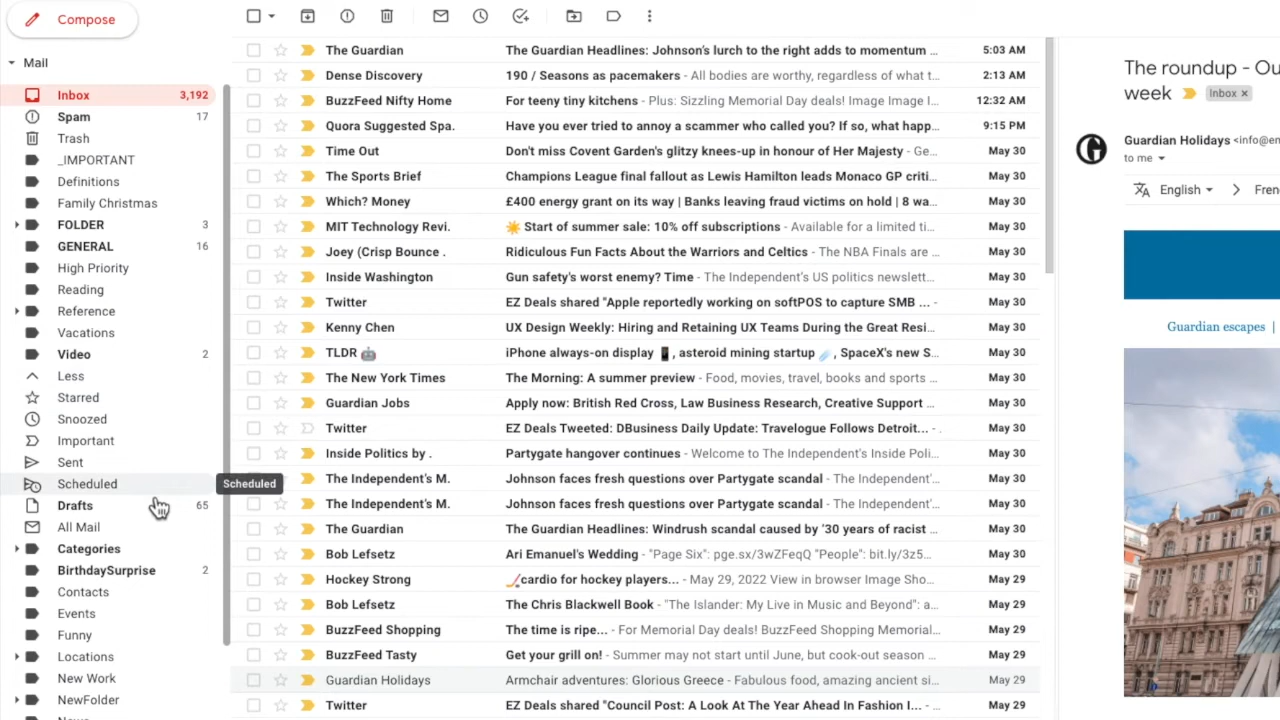 Compose
Mail
Inbox 3,192
Spam 17
Trash
_IMPORTANT
Definitions
Family Christmas
FOLDER 3
GENERAL 16
High Priority
Reading
Reference
Vacations
Video 2
Less
Starred
Snoozed
Important
Sent
Scheduled
Scheduled
Drafts 65
All Mail
Categories
BirthdaySurprise 2
Contacts
Events
Funny
Locations
New Work
NewFolder
The Guardian The Guardian Headlines: Johnson's lurch to the right adds to momentum … 5:03 AM
Dense Discovery 190 / Seasons as pacemakers - All bodies are worthy, regardless of what t… 2:13 AM
BuzzFeed Nifty Home For teeny tiny kitchens - Plus: Sizzling Memorial Day deals! Image Image I… 12:32 AM
Quora Suggested Spa. Have you ever tried to annoy a scammer who called you? If so, what happ… 9:15 PM
Time Out Don't miss Covent Garden's glitzy knees-up in honour of Her Majesty - Ge… May 30
The Sports Brief Champions League final fallout as Lewis Hamilton leads Monaco GP criti… May 30
Which? Money £400 energy grant on its way | Banks leaving fraud victims on hold | 8 wa… May 30
MIT Technology Revi. ☀️ Start of summer sale: 10% off subscriptions - Available for a limited ti… May 30
Joey (Crisp Bounce . Ridiculous Fun Facts About the Warriors and Celtics - The NBA Finals are … May 30
Inside Washington Gun safety's worst enemy? Time - The Independent's US politics newslett… May 30
Twitter EZ Deals shared "Apple reportedly working on softPOS to capture SMB ... - May 30
Kenny Chen UX Design Weekly: Hiring and Retaining UX Teams During the Great Resi… May 30
TLDR 🤖 iPhone always-on display 📱, asteroid mining startup ☄️, SpaceX's new S… May 30
The New York Times The Morning: A summer preview - Food, movies, travel, books and sports … May 30
Guardian Jobs Apply now: British Red Cross, Law Business Research, Creative Support … May 30
Twitter EZ Deals Tweeted: DBusiness Daily Update: Travelogue Follows Detroit... - . May 30
Inside Politics by . Partygate hangover continues - Welcome to The Independent's Inside Poli… May 30
The Independent's M. Johnson faces fresh questions over Partygate scandal - The Independent'… May 30
The Independent's M. Johnson faces fresh questions over Partygate scandal - The Independent'… May 30
The Guardian The Guardian Headlines: Windrush scandal caused by '30 years of racist … May 30
Bob Lefsetz Ari Emanuel's Wedding - "Page Six": pge.sx/3wZFeqQ "People": bit.ly/3z5… May 30
Hockey Strong 🏒cardio for hockey players... - May 29, 2022 View in browser Image Sho… May 29
Bob Lefsetz The Chris Blackwell Book - "The Islander: My Live in Music and Beyond": a… May 29
BuzzFeed Shopping The time is ripe... - For Memorial Day deals! BuzzFeed Shopping Memorial… May 29
BuzzFeed Tasty Get your grill on! - Summer may not start until June, but cook-out season … May 29
Guardian Holidays Armchair adventures: Glorious Greece - Fabulous food, amazing ancient si… May 29
Twitter EZ Deals shared "Council Post: A Look At The Year Ahead In Fashion I... - May 29
The roundup - Ou
week Inbox ×
Guardian Holidays <info@en
to me
English > Fren
Guardian escapes |